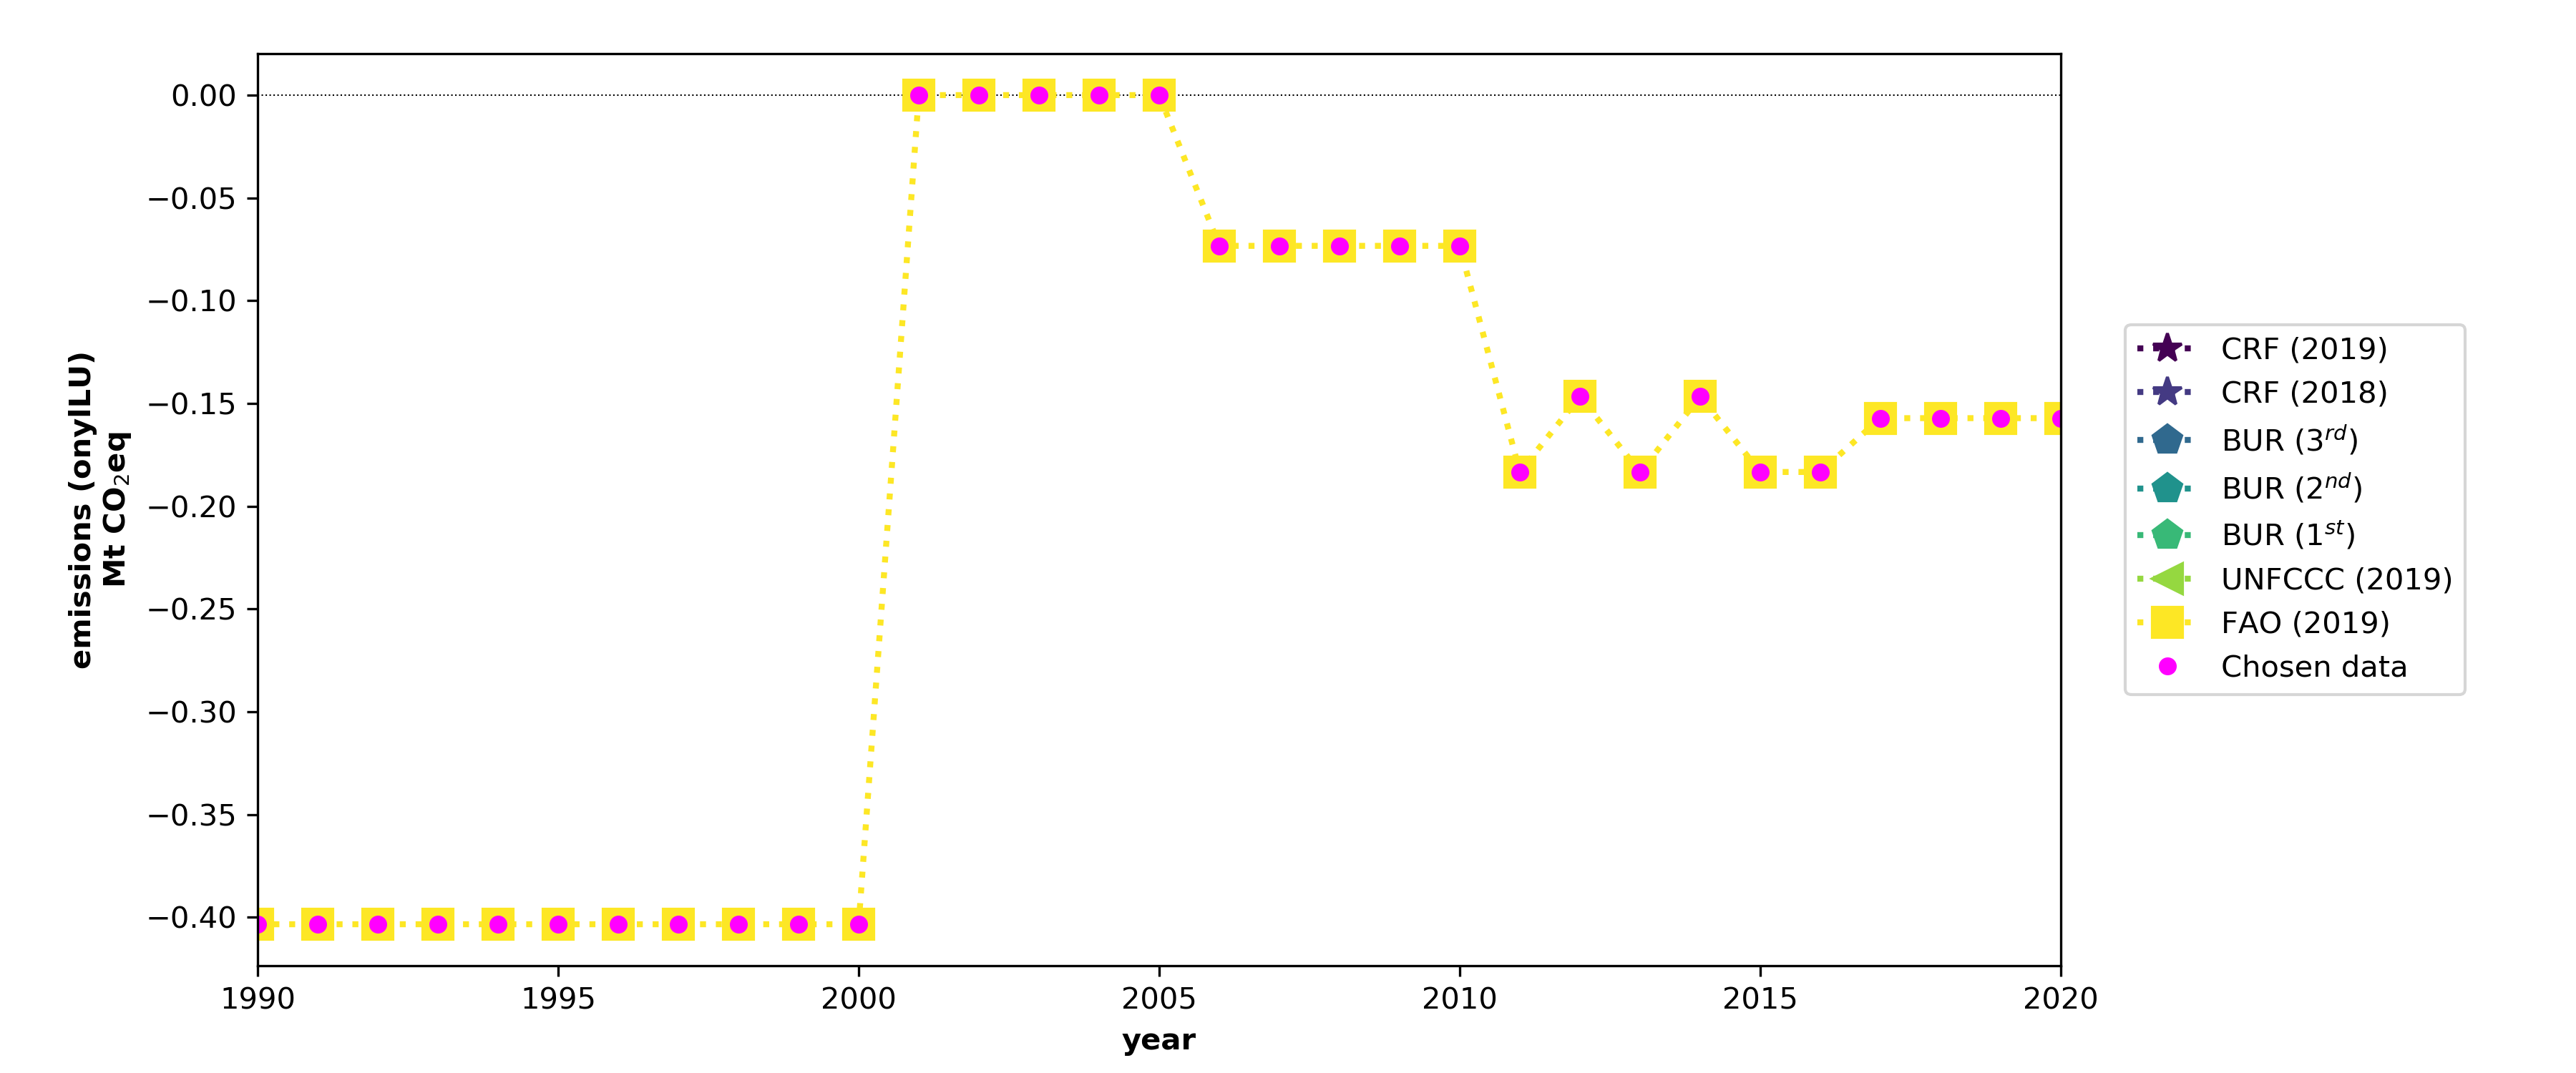 0.00
−0.05
−0.10
−0.15
−0.20
−0.25
−0.30
−0.35
−0.40
emissions (onylLU)
Mt CO₂eq
1990 1995 2000 2005 2010 2015 2020
year
CRF (2019)
CRF (2018)
BUR (3ʳᵈ)
BUR (2ⁿᵈ)
BUR (1ˢᵗ)
UNFCCC (2019)
FAO (2019)
Chosen data